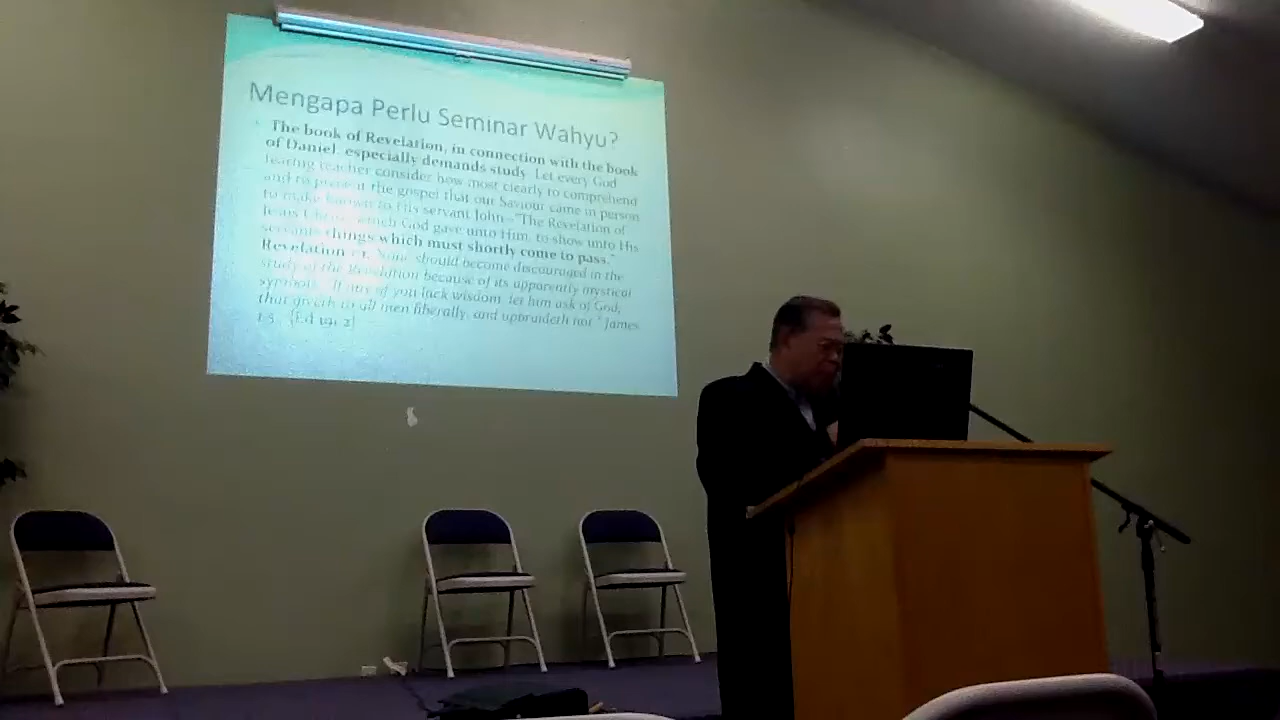 Mengapa Perlu Seminar Wahyu?
The book of Revelation, in connection with the book
of Daniel, especially demands study. Let every God
fearing teacher consider how most clearly to comprehend
and to present the gospel that our Saviour came in person
to make known to His servant John--"The Revelation of
Jesus Christ, which God gave unto Him, to show unto His
servants things which must shortly come to pass."
Revelation 1:1. None should become discouraged in the
study of the Revelation because of its apparently mystical
symbols. "If any of you lack wisdom, let him ask of God,
that giveth to all men liberally, and upbraideth not." James
1:5. {Ed 191.2}